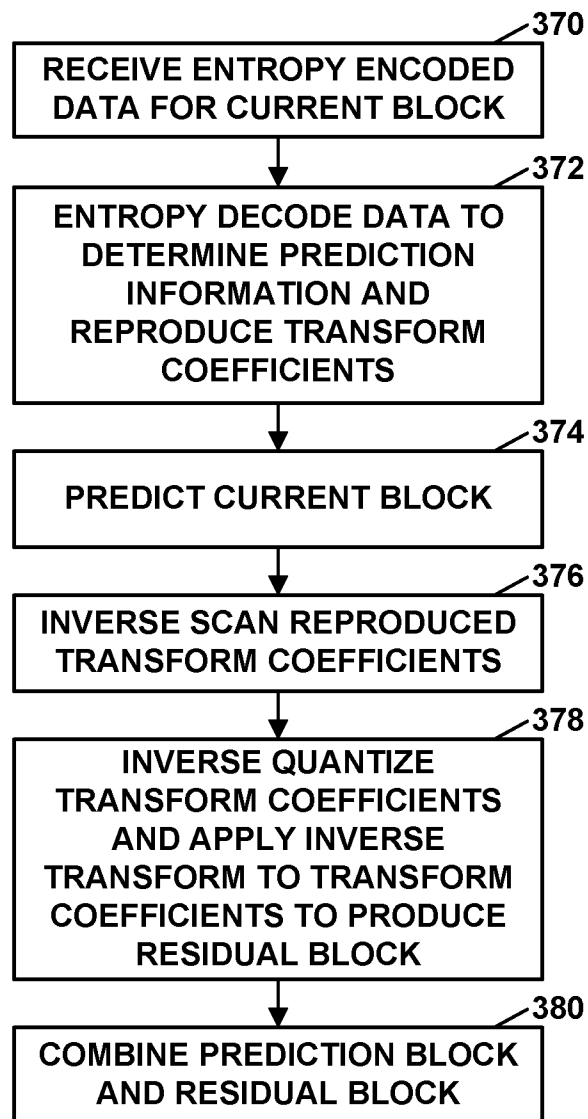 370
RECEIVE ENTROPY ENCODED
DATA FOR CURRENT BLOCK
372
ENTROPY DECODE DATA TO
DETERMINE PREDICTION
INFORMATION AND
REPRODUCE TRANSFORM
COEFFICIENTS
374
PREDICT CURRENT BLOCK
376
INVERSE SCAN REPRODUCED
TRANSFORM COEFFICIENTS
378
INVERSE QUANTIZE
TRANSFORM COEFFICIENTS
AND APPLY INVERSE
TRANSFORM TO TRANSFORM
COEFFICIENTS TO PRODUCE
RESIDUAL BLOCK
380
COMBINE PREDICTION BLOCK
AND RESIDUAL BLOCK